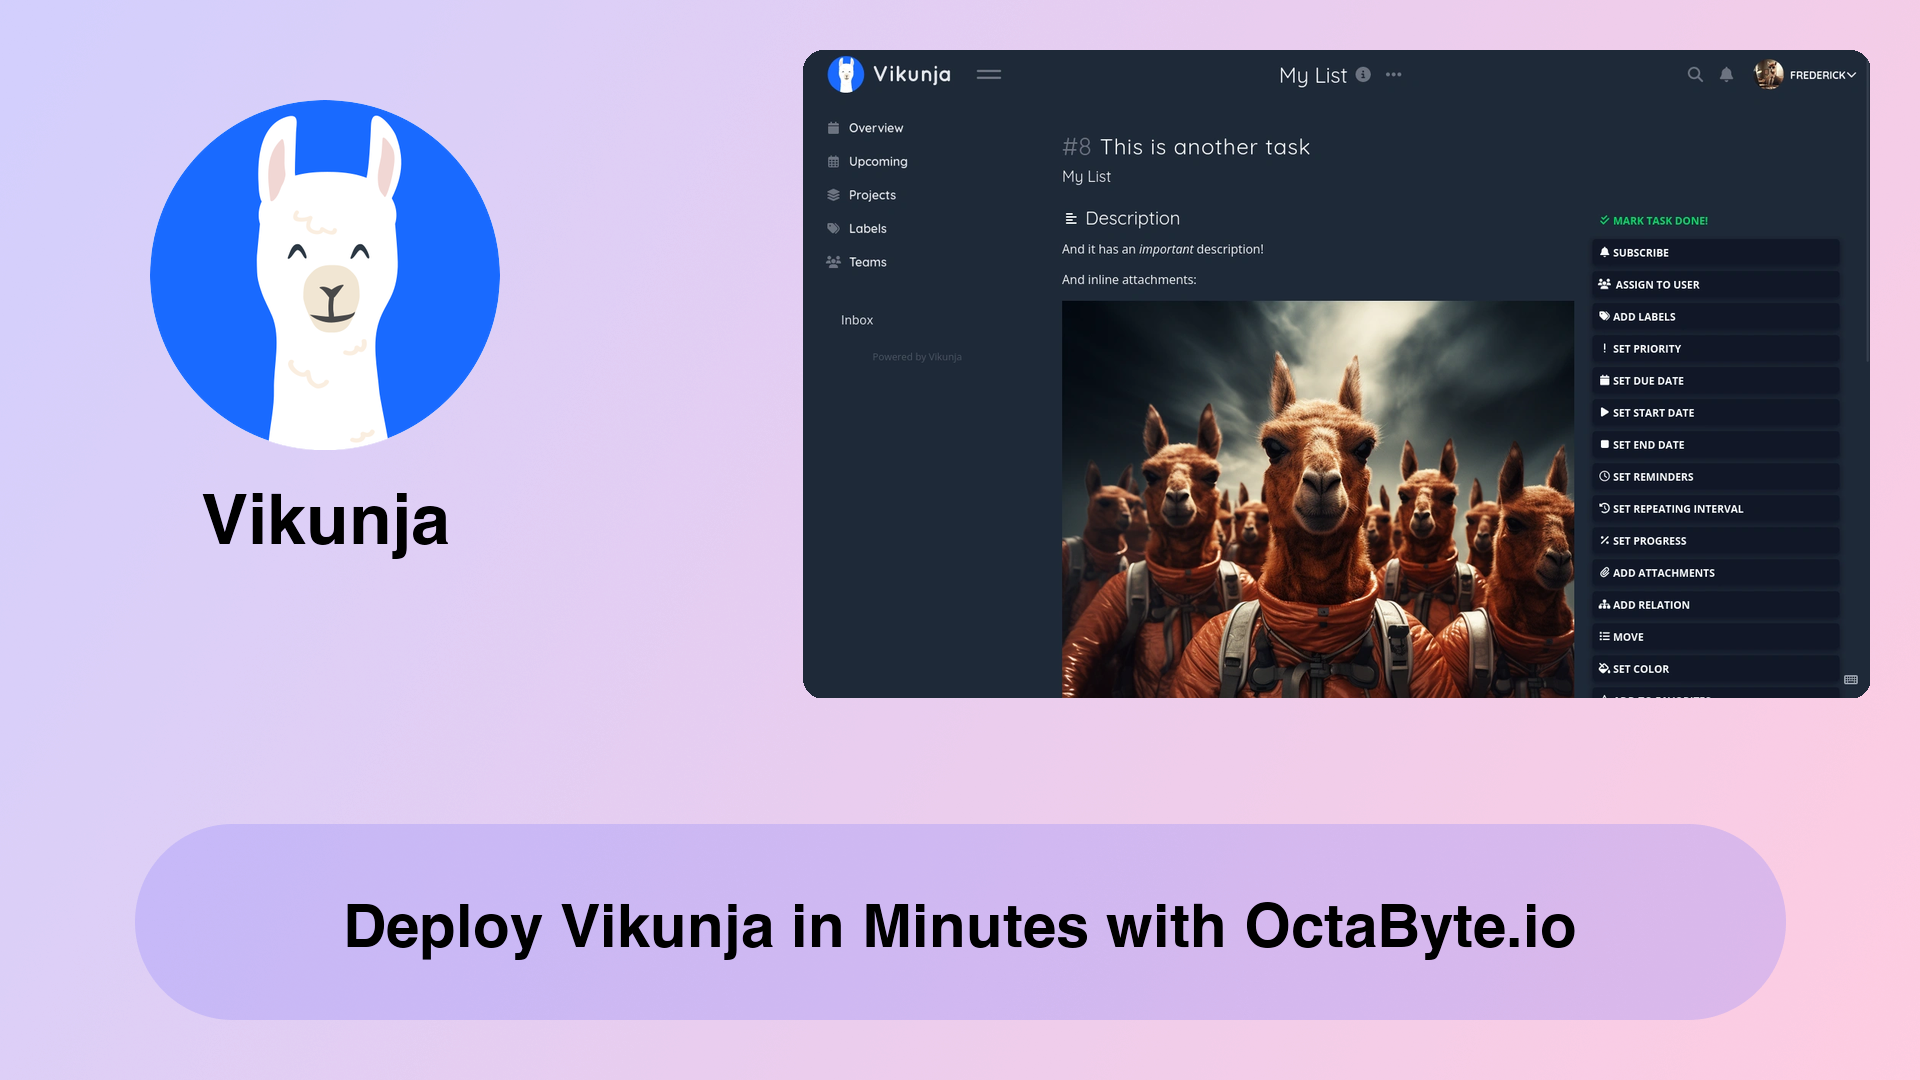 Vikunja
Vikunja
My List
FREDERICK
Overview
Upcoming
Projects
Labels
Teams
Inbox
Powered by Vikunja
#8 This is another task
My List
Description
And it has an important description!
And inline attachments:
MARK TASK DONE!
SUBSCRIBE
ASSIGN TO USER
ADD LABELS
SET PRIORITY
SET DUE DATE
SET START DATE
SET END DATE
SET REMINDERS
SET REPEATING INTERVAL
SET PROGRESS
ADD ATTACHMENTS
ADD RELATION
MOVE
SET COLOR
Deploy Vikunja in Minutes with OctaByte.io